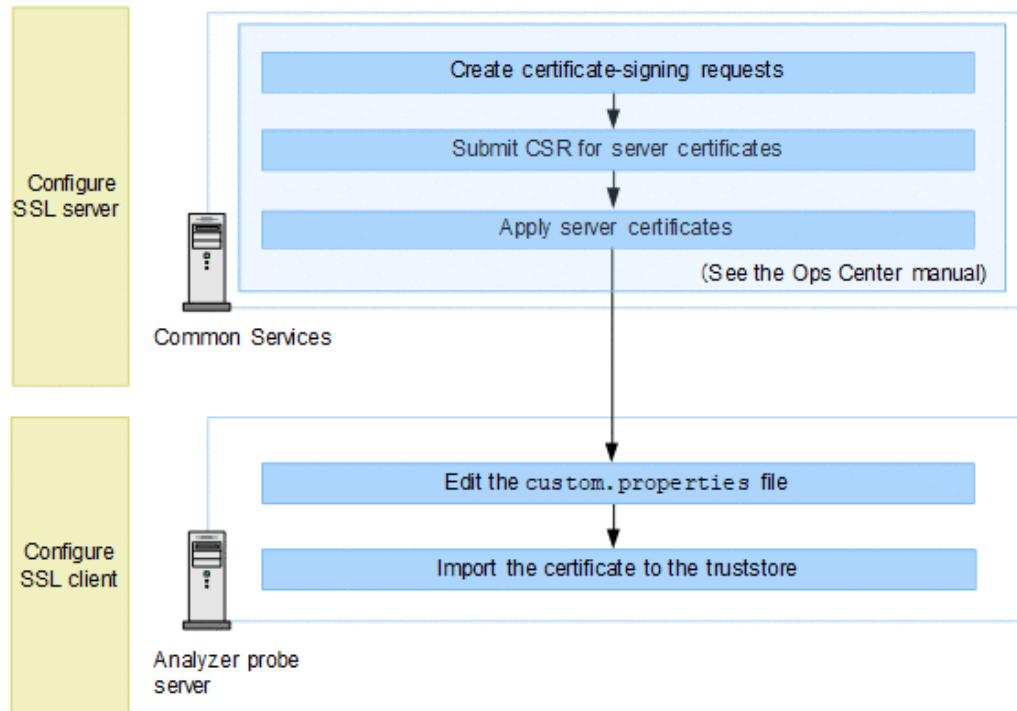 Configure
SSL server
Create certificate-signing requests
Submit CSR for server certificates
Apply server certificates
(See the Ops Center manual)
Common Services
Configure
SSL client
Edit the custom.properties file
Import the certificate to the truststore
Analyzer probe
server